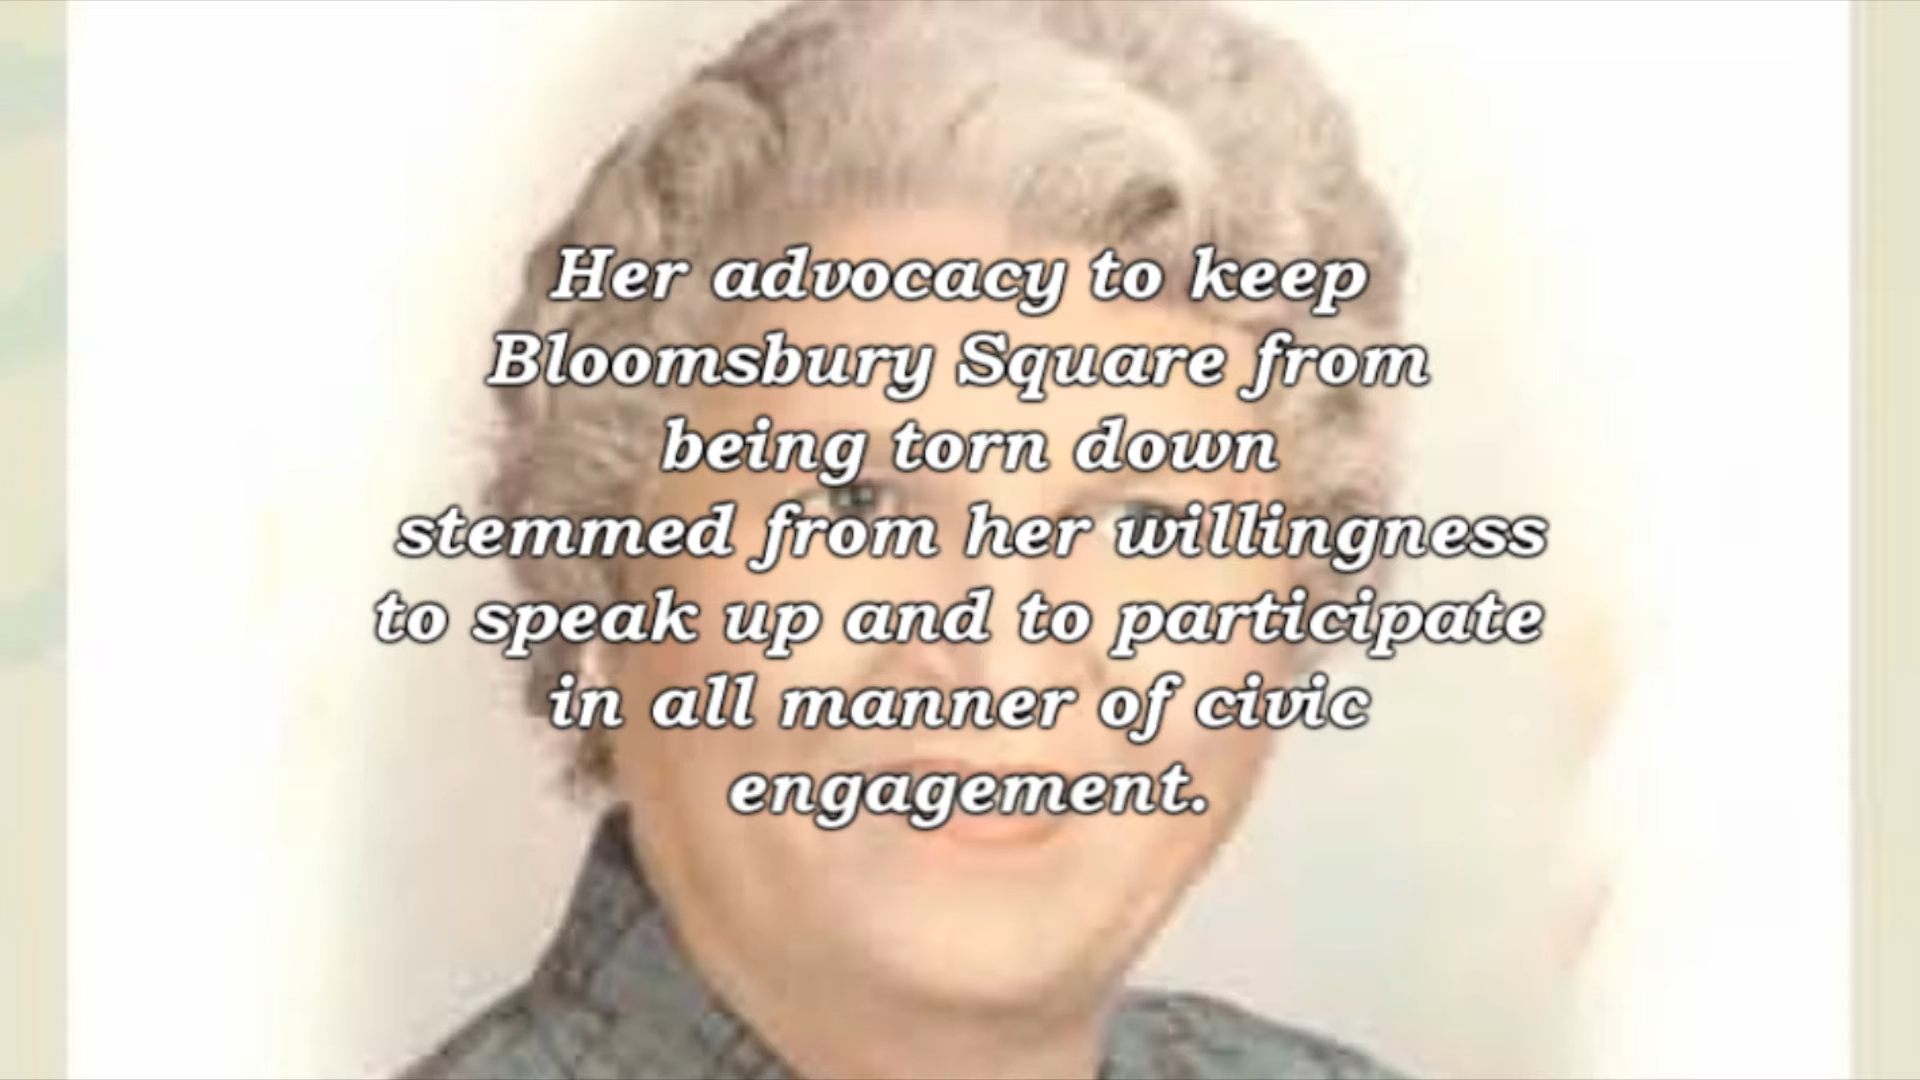 Her advocacy to keep
Bloomsbury Square from
being torn down
stemmed from her willingness
to speak up and to participate
in all manner of civic
engagement.